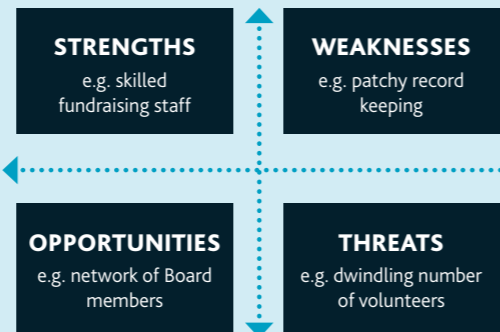 STRENGTHS
e.g. skilled
fundraising staff
WEAKNESSES
e.g. patchy record
keeping
OPPORTUNITIES
e.g. network of Board
members
THREATS
e.g. dwindling number
of volunteers